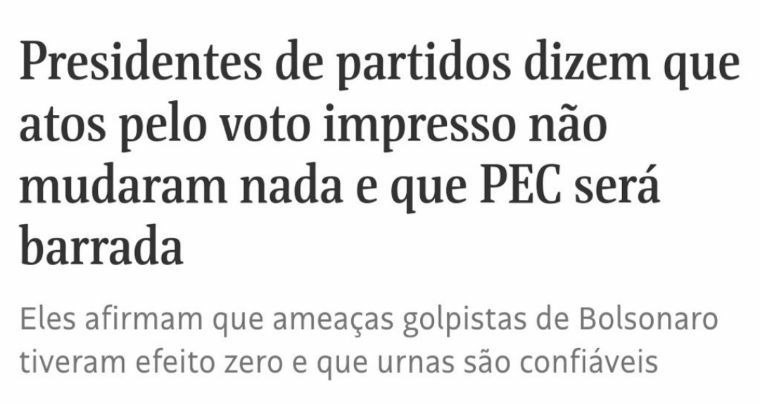 Presidentes de partidos dizem que
atos pelo voto impresso não
mudaram nada e que PEC será
barrada
Eles afirmam que ameaças golpistas de Bolsonaro
tiveram efeito zero e que urnas são confiáveis